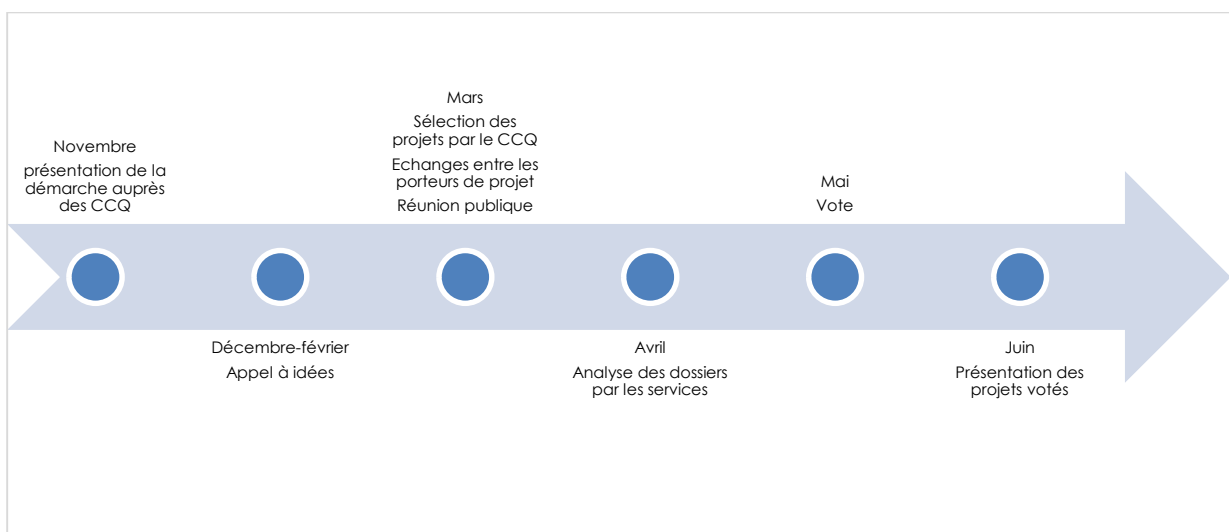 Novembre
présentation de la
démarche auprès
des CCQ
Décembre-février
Appel à idées
Mars
Sélection des
projets par le CCQ
Echanges entre les
porteurs de projet
Réunion publique
Avril
Analyse des dossiers
par les services
Mai
Vote
Juin
Présentation des
projets votés